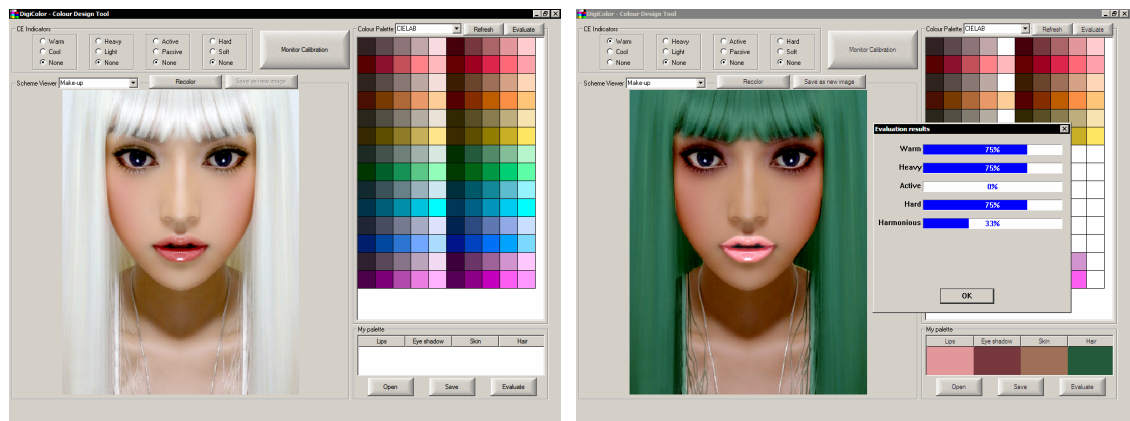 DigiColor - Colour Design Tool
CE Indicators
Warm Heavy Active Hard
Cool Light Passive Soft
None None None None
Monitor Calibration
Colour Palette CIELAB Refresh Evaluate
Scheme Viewer Make-up Recolor Save as new image
My palette
Lips Eye shadow Skin Hair
Open Save Evaluate
DigiColor - Colour Design Tool
CE Indicators
Warm Heavy Active Hard
Cool Light Passive Soft
None None None None
Monitor Calibration
Colour Palette CIELAB Refresh Evaluate
Scheme Viewer Make-up Recolor Save as new image
Evaluation results
Warm 75%
Heavy 75%
Active 0%
Hard 75%
Harmonious 33%
OK
My palette
Lips Eye shadow Skin Hair
Open Save Evaluate